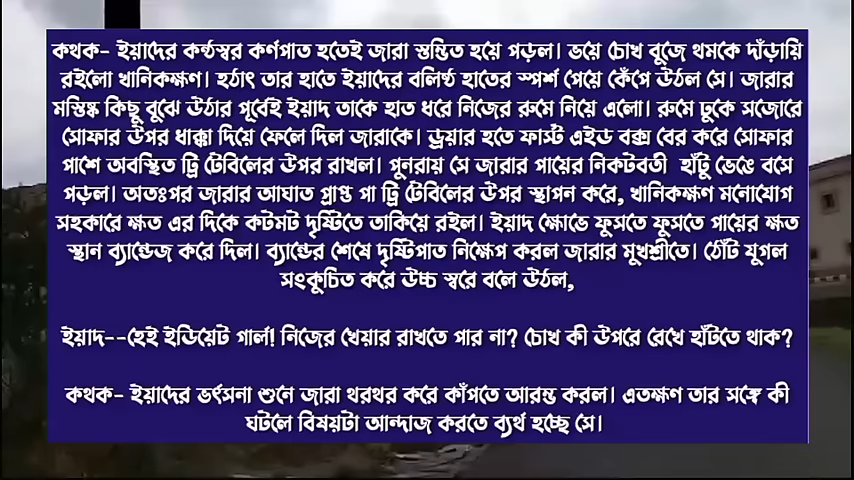 কথক- ইয়াদের কন্ঠস্বর কর্ণপাত হতেই জারা স্তম্ভিত হয়ে পড়ল। ভয়ে চোখ বুজে থমকে দাঁড়ায়ি
রইলো খানিকক্ষণ। হঠাৎ তার হাতে ইয়াদের বলিষ্ঠ হাতের স্পর্শ পেয়ে কেঁপে উঠল সে। জারার
মস্তিষ্ক কিছু বুঝে উঠার পূর্বেই ইয়াদ তাকে হাত ধরে নিজের রুমে নিয়ে এলো। রুমে ঢুকে সজোরে
সোফার উপর ধাক্কা দিয়ে ফেলে দিল জারাকে। ড্রয়ার হতে ফার্স্ট এইড বক্স বের করে সোফার
পাশে অবস্থিত ট্রি টেবিলের উপর রাখল। পুনরায় সে জারার পায়ের নিকটবর্তী হাঁটু ভেঙে বসে
পড়ল। অতঃপর জারার আঘাত প্রাপ্ত পা ট্রি টেবিলের উপর স্থাপন করে, খানিকক্ষণ মনোযোগ
সহকারে ক্ষত এর দিকে কটমট দৃষ্টিতে তাকিয়ে রইল। ইয়াদ ক্ষোভে ফুসতে ফুসতে পায়ের ক্ষত
স্থান ব্যান্ডেজ করে দিল। ব্যান্ডের শেষে দৃষ্টিপাত নিক্ষেপ করল জারার মুখশ্রীতে। ঠোঁট যুগল
সংকুচিত করে উচ্চ স্বরে বলে উঠল,
ইয়াদ--হেই ইডিয়েট গার্ল! নিজের খেয়ার রাখতে পার না? চোখ কী উপরে রেখে হাঁটতে থাক?
কথক- ইয়াদের ভর্ৎসনা শুনে জারা থরথর করে কাঁপতে আরম্ভ করল। এতক্ষণ তার সঙ্গে কী
ঘটলে বিষয়টা আন্দাজ করতে ব্যর্থ হচ্ছে সে।